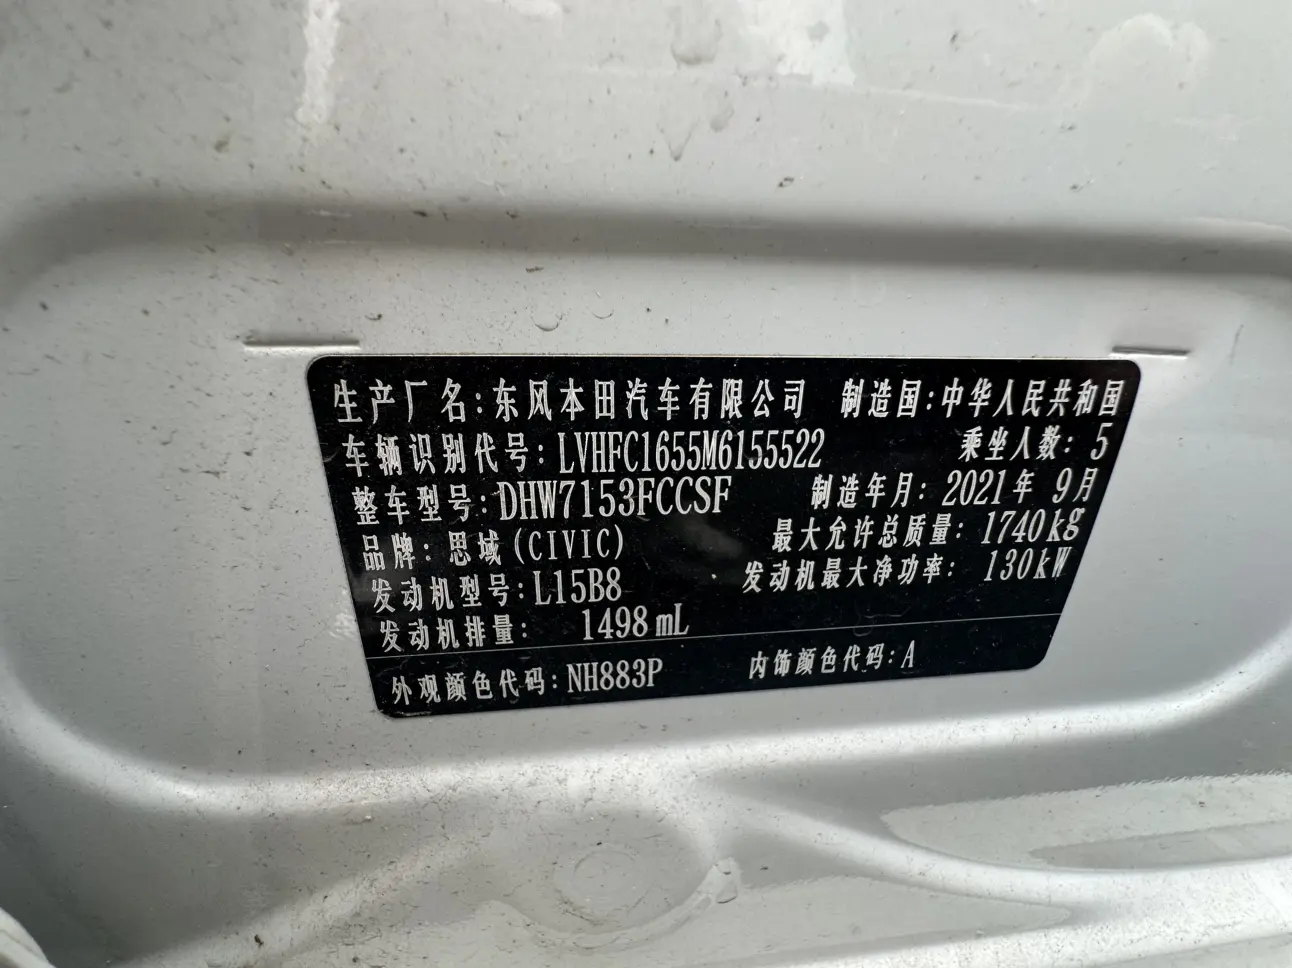 生产厂名:东风本田汽车有限公司 制造国:中华人民共和国
车辆识别代号:LVHFC1655M6155522 乘坐人数:5
整车型号:DHW7153FCCSF 制造年月:2021年9月
品牌:思域(CIVIC) 最大允许总质量:1740kg
发动机型号:L15B8 发动机最大净功率:130kW
发动机排量:1498mL
外观颜色代码:NH883P 内饰颜色代码:A